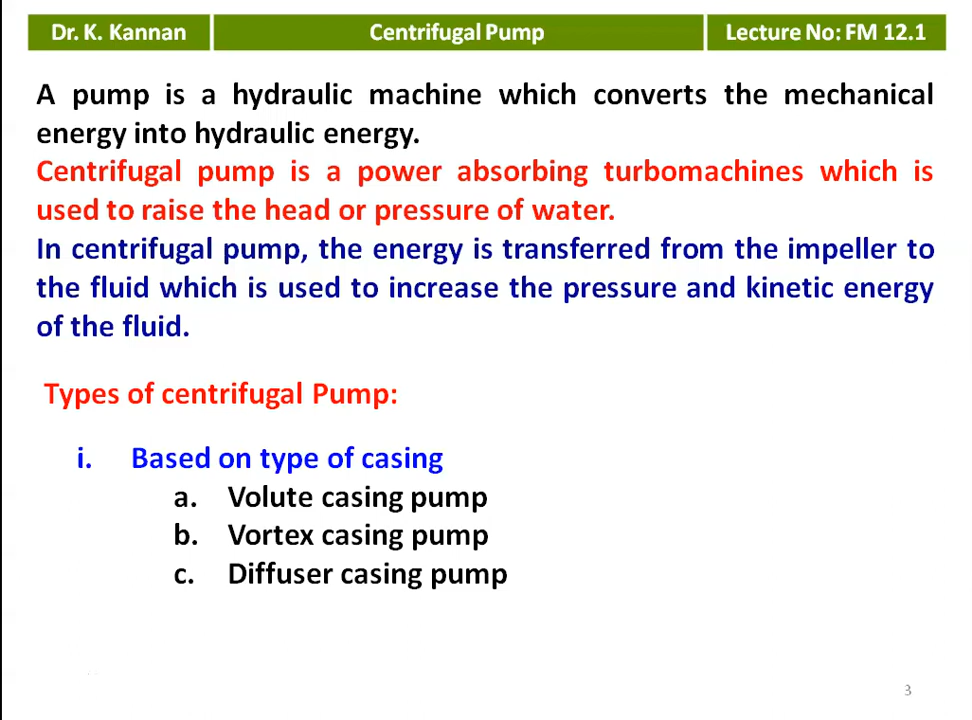 Dr. K. Kannan
Centrifugal Pump
Lecture No: FM 12.1
A pump is a hydraulic machine which converts the mechanical
energy into hydraulic energy.
Centrifugal pump is a power absorbing turbomachines which is
used to raise the head or pressure of water.
In centrifugal pump, the energy is transferred from the impeller to
the fluid which is used to increase the pressure and kinetic energy
of the fluid.
Types of centrifugal Pump:
i. Based on type of casing
a. Volute casing pump
b. Vortex casing pump
c. Diffuser casing pump
3